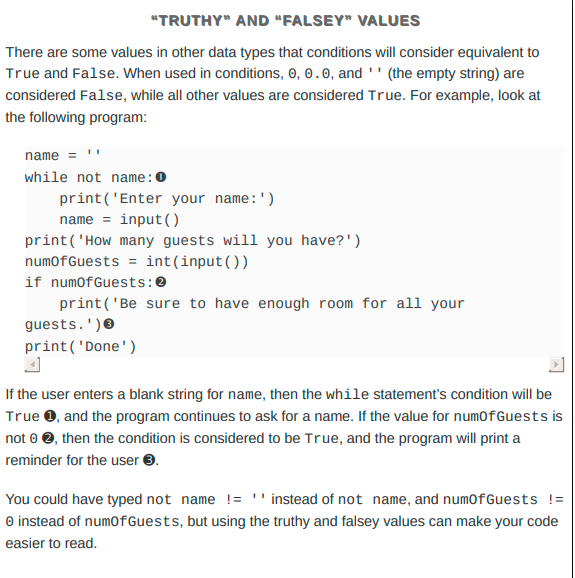 “TRUTHY” AND “FALSEY” VALUES
There are some values in other data types that conditions will consider equivalent to
True and False. When used in conditions, 0, 0.0, and '' (the empty string) are
considered False, while all other values are considered True. For example, look at
the following program:
name = ''
while not name:❶
    print('Enter your name:')
    name = input()
print('How many guests will you have?')
numOfGuests = int(input())
if numOfGuests:❷
    print('Be sure to have enough room for all your
guests.')❸
print('Done')
If the user enters a blank string for name, then the while statement’s condition will be
True ❶, and the program continues to ask for a name. If the value for numOfGuests is
not 0 ❷, then the condition is considered to be True, and the program will print a
reminder for the user ❸.
You could have typed not name != '' instead of not name, and numOfGuests !=
0 instead of numOfGuests, but using the truthy and falsey values can make your code
easier to read.